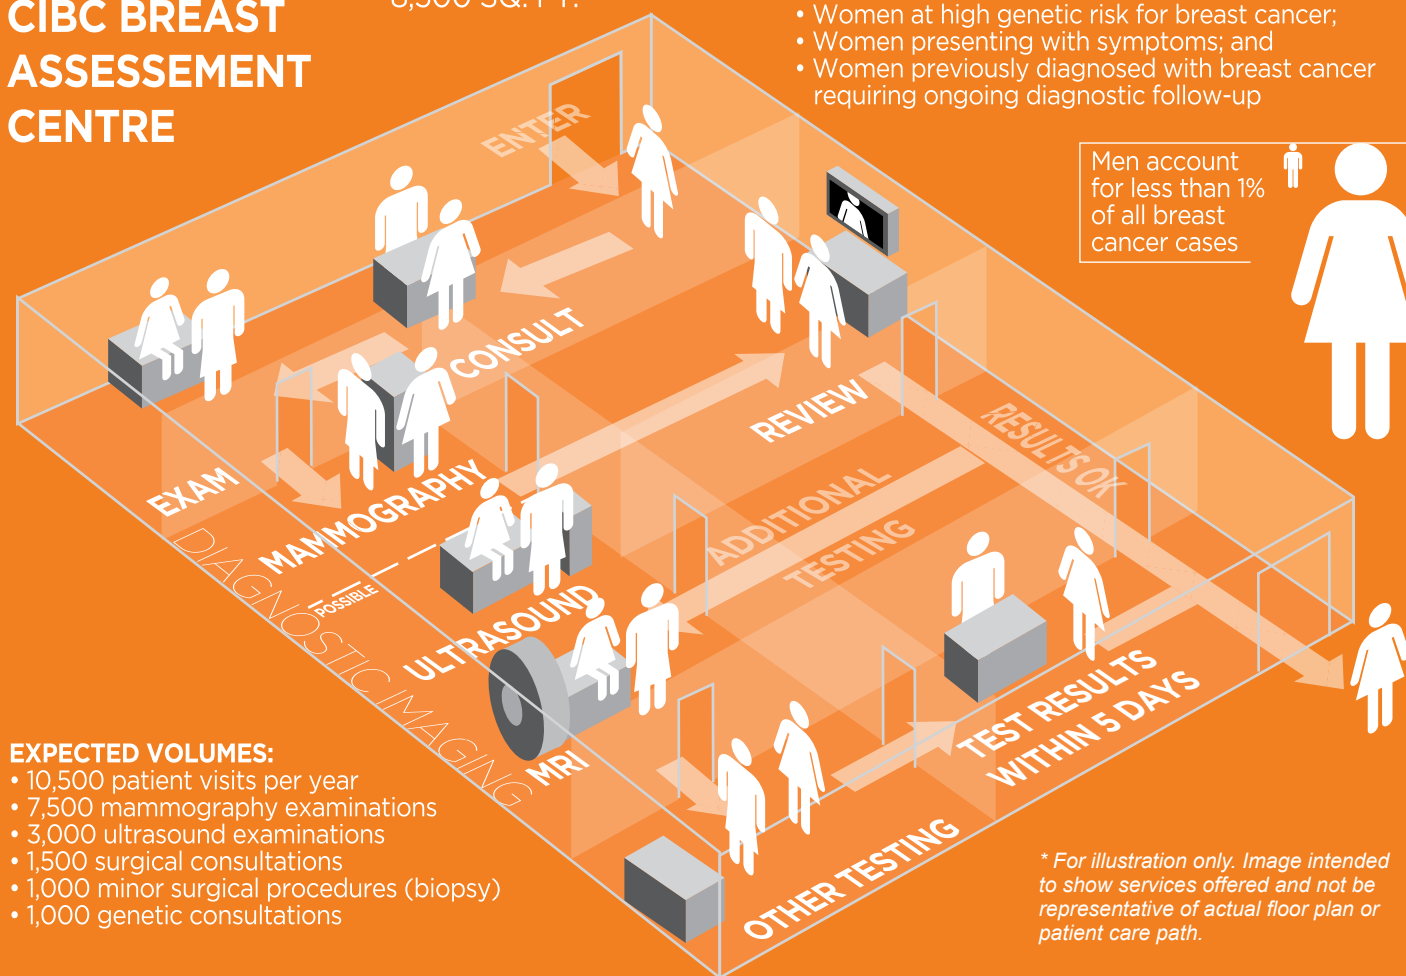 CIBC BREAST
ASSESSEMENT
CENTRE
8,500 SQ. FT.
• Women at high genetic risk for breast cancer;
• Women presenting with symptoms; and
• Women previously diagnosed with breast cancer
requiring ongoing diagnostic follow-up
Men account
for less than 1%
of all breast
cancer cases
ENTER
CONSULT
REVIEW
EXAM
MAMMOGRAPHY
DIAGNOSTIC IMAGING
POSSIBLE
ULTRASOUND
MRI
ADDITIONAL
TESTING
RESULTS OK
TEST RESULTS
WITHIN 5 DAYS
OTHER TESTING
EXPECTED VOLUMES:
• 10,500 patient visits per year
• 7,500 mammography examinations
• 3,000 ultrasound examinations
• 1,500 surgical consultations
• 1,000 minor surgical procedures (biopsy)
• 1,000 genetic consultations
* For illustration only. Image intended
to show services offered and not be
representative of actual floor plan or
patient care path.